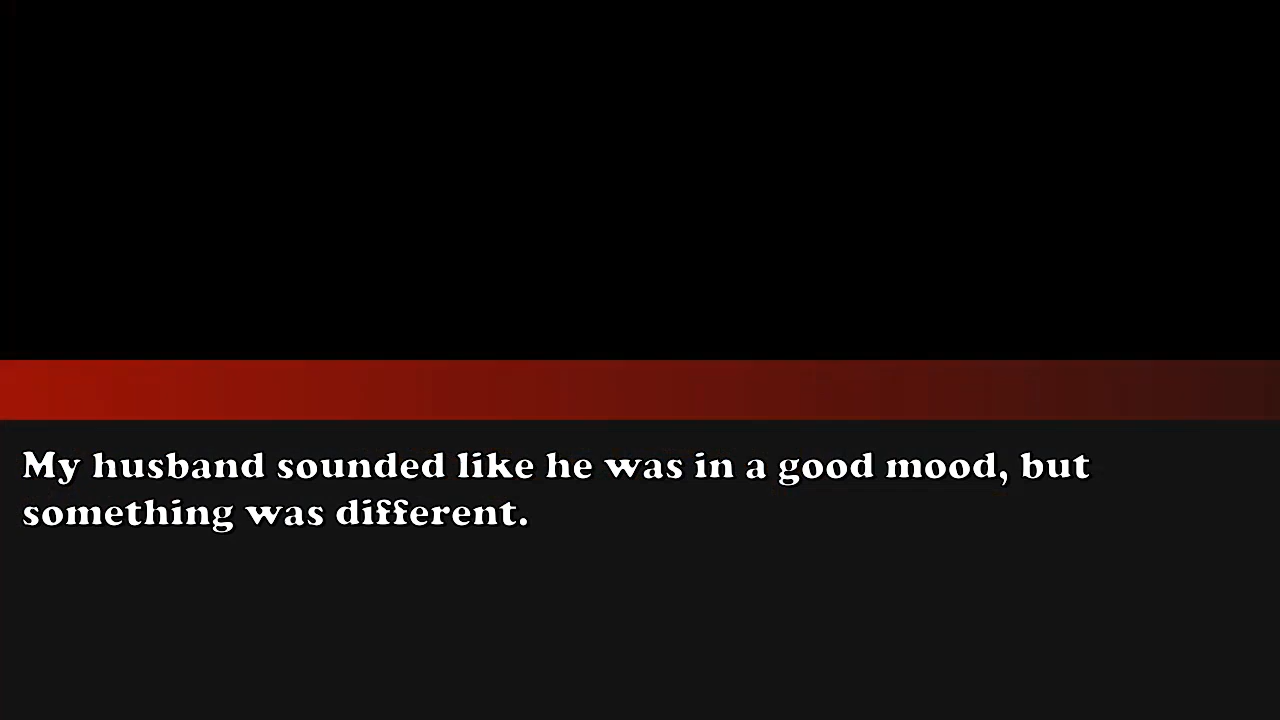 My husband sounded like he was in a good mood, but
something was different.